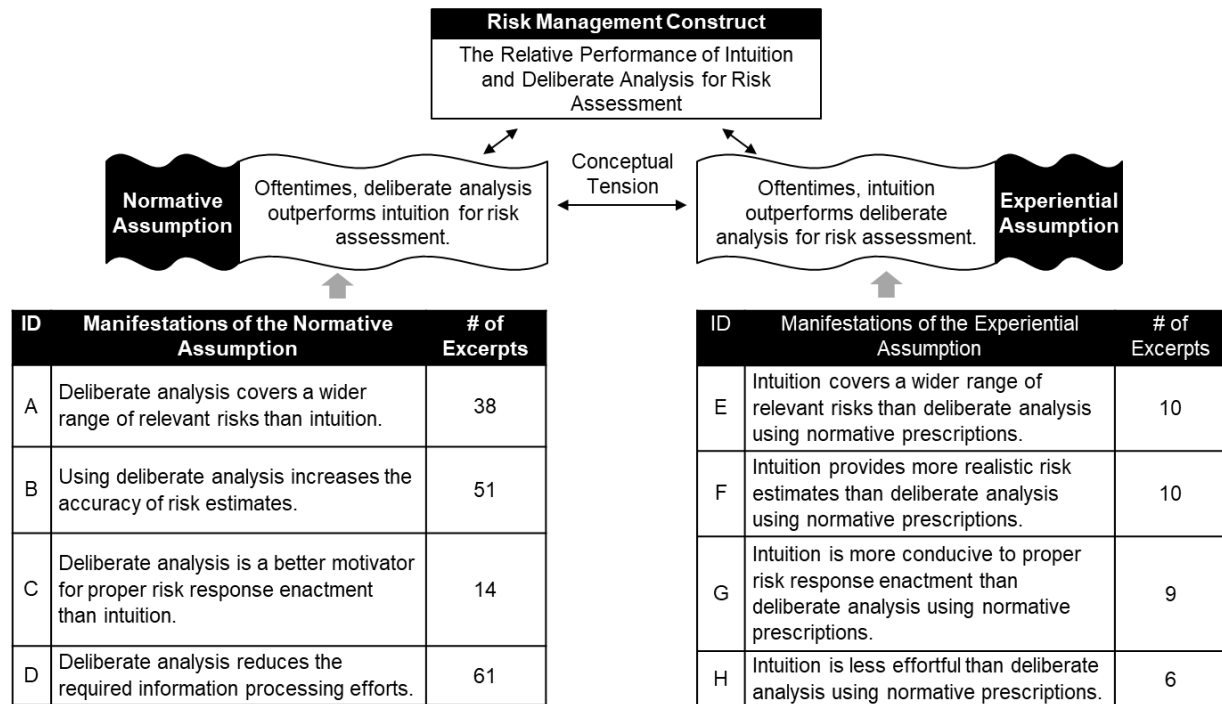 Risk Management Construct
The Relative Performance of Intuition
and Deliberate Analysis for Risk
Assessment
Normative
Assumption
Oftentimes, deliberate analysis
outperforms intuition for risk
assessment.
Conceptual
Tension
Oftentimes, intuition
outperforms deliberate
analysis for risk assessment.
Experiential
Assumption
ID
Manifestations of the Normative
Assumption
# of
Excerpts
A
Deliberate analysis covers a wider
range of relevant risks than intuition.
38
B
Using deliberate analysis increases the
accuracy of risk estimates.
51
C
Deliberate analysis is a better motivator
for proper risk response enactment
than intuition.
14
D
Deliberate analysis reduces the
required information processing efforts.
61
ID
Manifestations of the Experiential
Assumption
# of
Excerpts
E
Intuition covers a wider range of
relevant risks than deliberate analysis
using normative prescriptions.
10
F
Intuition provides more realistic risk
estimates than deliberate analysis
using normative prescriptions.
10
G
Intuition is more conducive to proper
risk response enactment than
deliberate analysis using normative
prescriptions.
9
H
Intuition is less effortful than deliberate
analysis using normative prescriptions.
6